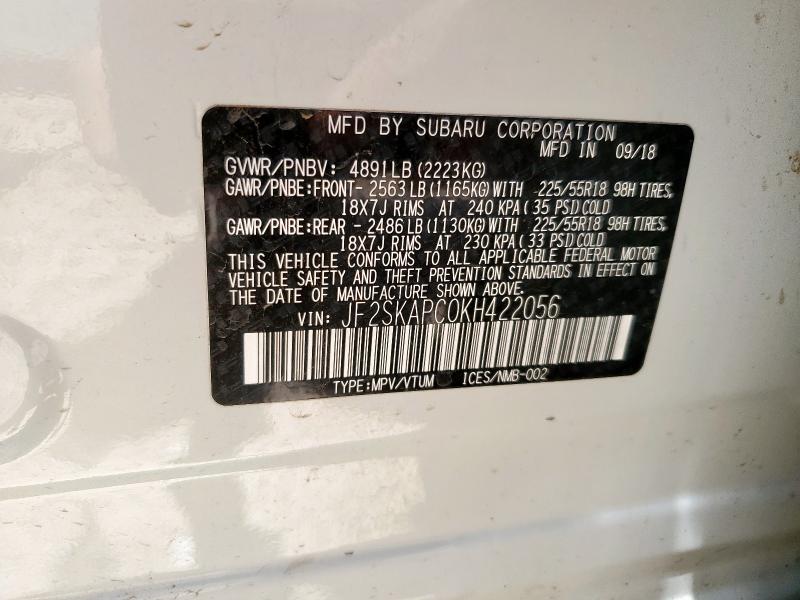 MFD BY SUBARU CORPORATION
MFD IN 09/18
GVWR/PNBV: 4891LB (2223KG)
GAWR/PNBE:FRONT- 2563LB (1165KG) WITH 225/55R18 98H TIRES,
18X7J RIMS AT 240 KPA (35 PSI) COLD
GAWR/PNBE:REAR - 2486LB (1130KG) WITH 225/55R18 98H TIRES,
18X7J RIMS AT 230 KPA (33 PSI) COLD
THIS VEHICLE CONFORMS TO ALL APPLICABLE FEDERAL MOTOR
VEHICLE SAFETY AND THEFT PREVENTION STANDARDS IN EFFECT ON
THE DATE OF MANUFACTURE SHOWN ABOVE.
VIN: JF2SKAPC0KH422056
TYPE:MPV/VTUM ICES/NMB-002